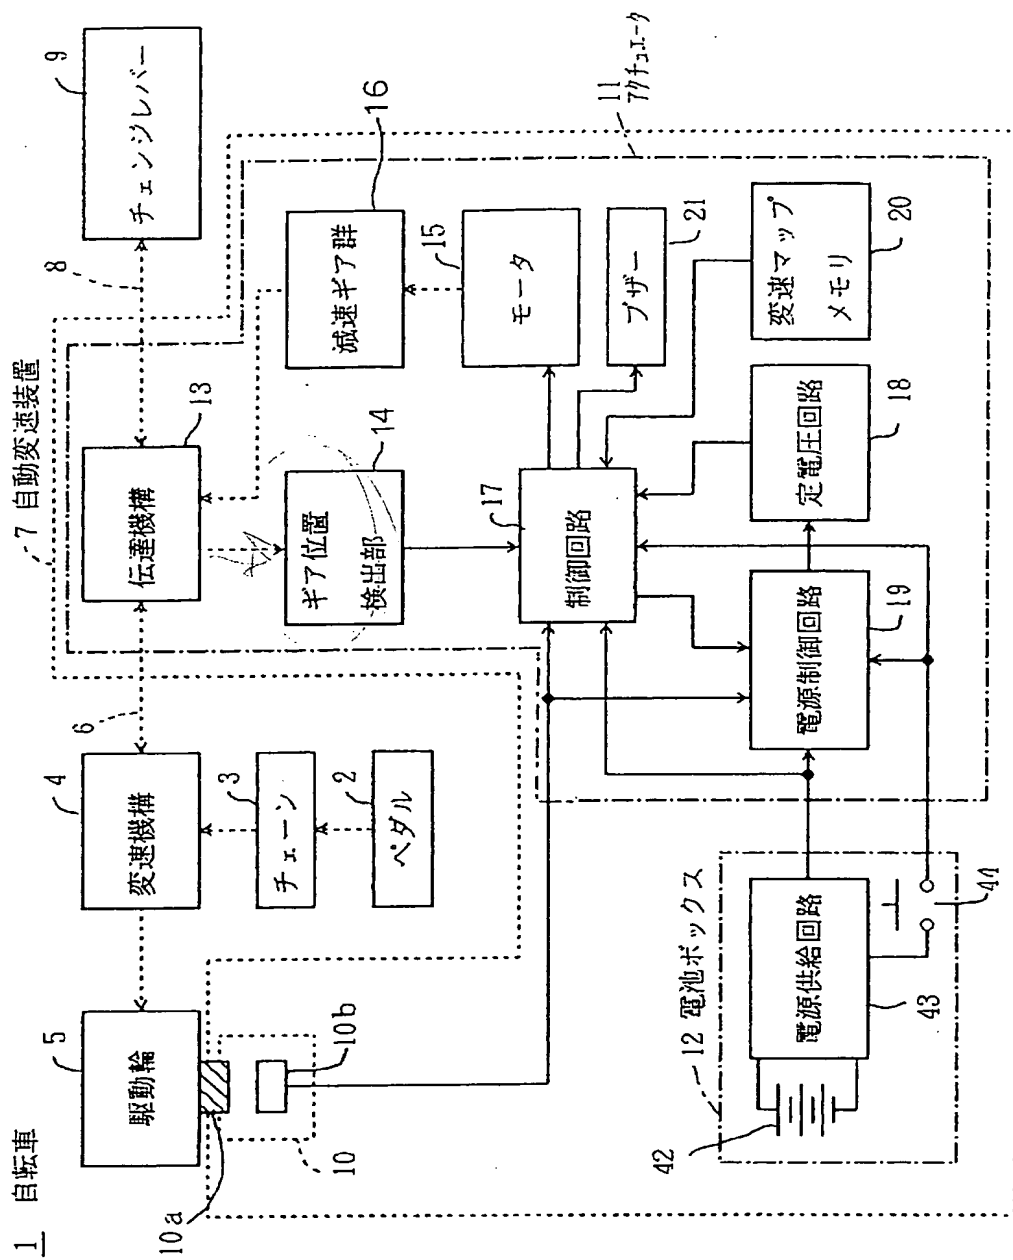 1 自転車
7 自動変速装置
5
駆動輪
4
変速機構
6
13
伝達機構
8
9
チェンジレバー
10a
10
10b
3
チェーン
2
ペダル
14
ギア位置
検出部
16
減速ギア群
11
アクチュエータ
15
モータ
17
制御回路
21
ブザー
12 電池ボックス
42
電源供給回路
43
44
電源制御回路
19
定電圧回路
18
変速マップ
メモリ
20